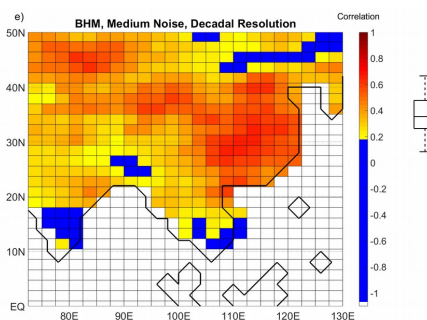 e)
BHM, Medium Noise, Decadal Resolution
Correlation
50N
40N
30N
20N
10N
EQ
80E 90E 100E 110E 120E 130E
1
0.8
0.6
0.4
0.2
0
-0.2
-0.4
-0.6
-0.8
-1